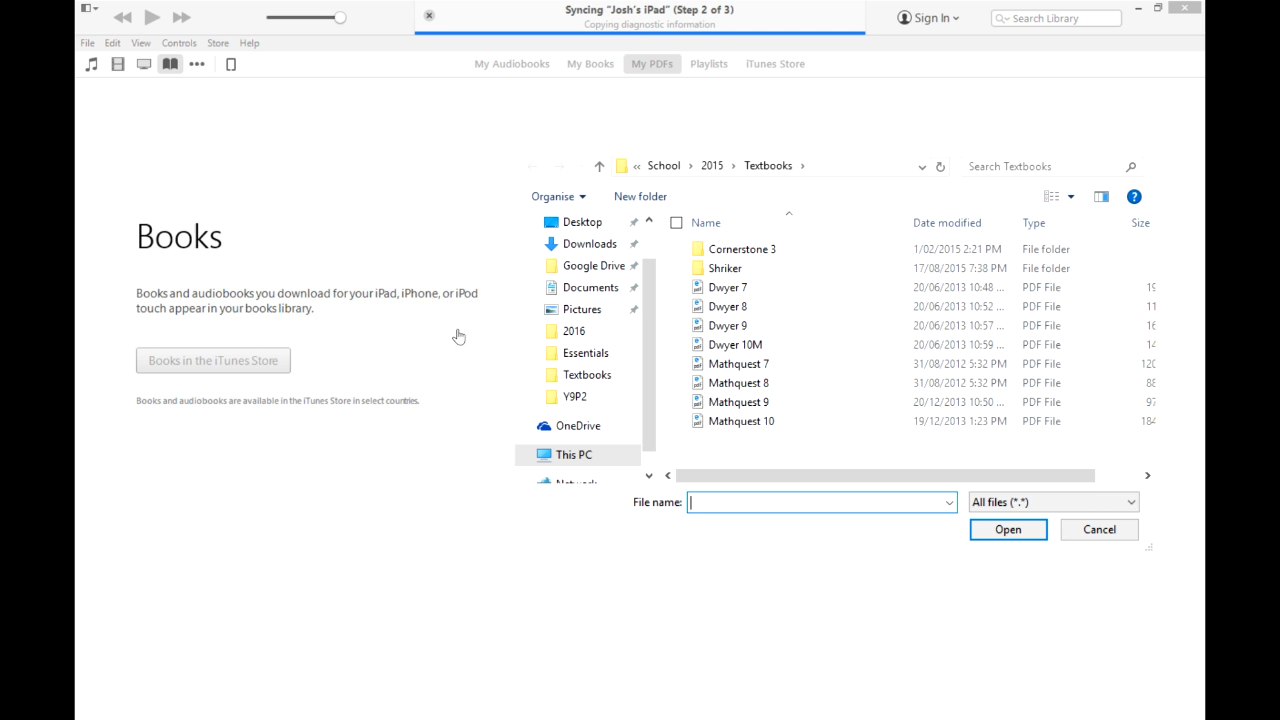 Syncing "Josh's iPad" (Step 2 of 3)
Copying diagnostic information
Sign In
Search Library
File Edit View Controls Store Help
My Audiobooks My Books My PDFs Playlists iTunes Store
Books
Books and audiobooks you download for your iPad, iPhone, or iPod
touch appear in your books library.
Books in the iTunes Store
Books and audiobooks are available in the iTunes Store in select countries.
« School › 2015 › Textbooks ›
Search Textbooks
Organise New folder
Desktop
Downloads
Google Drive
Documents
Pictures
2016
Essentials
Textbooks
Y9P2
OneDrive
This PC
Network
Name Date modified Type Size
Cornerstone 3 1/02/2015 2:21 PM File folder
Shriker 17/08/2015 7:38 PM File folder
Dwyer 7 20/06/2013 10:48 ... PDF File 19
Dwyer 8 20/06/2013 10:52 ... PDF File 11
Dwyer 9 20/06/2013 10:57 ... PDF File 16
Dwyer 10M 20/06/2013 10:59 ... PDF File 14
Mathquest 7 31/08/2012 5:32 PM PDF File 120
Mathquest 8 31/08/2012 5:32 PM PDF File 88
Mathquest 9 20/12/2013 10:50 ... PDF File 97
Mathquest 10 19/12/2013 1:23 PM PDF File 184
File name:
All files (*.*)
Open Cancel